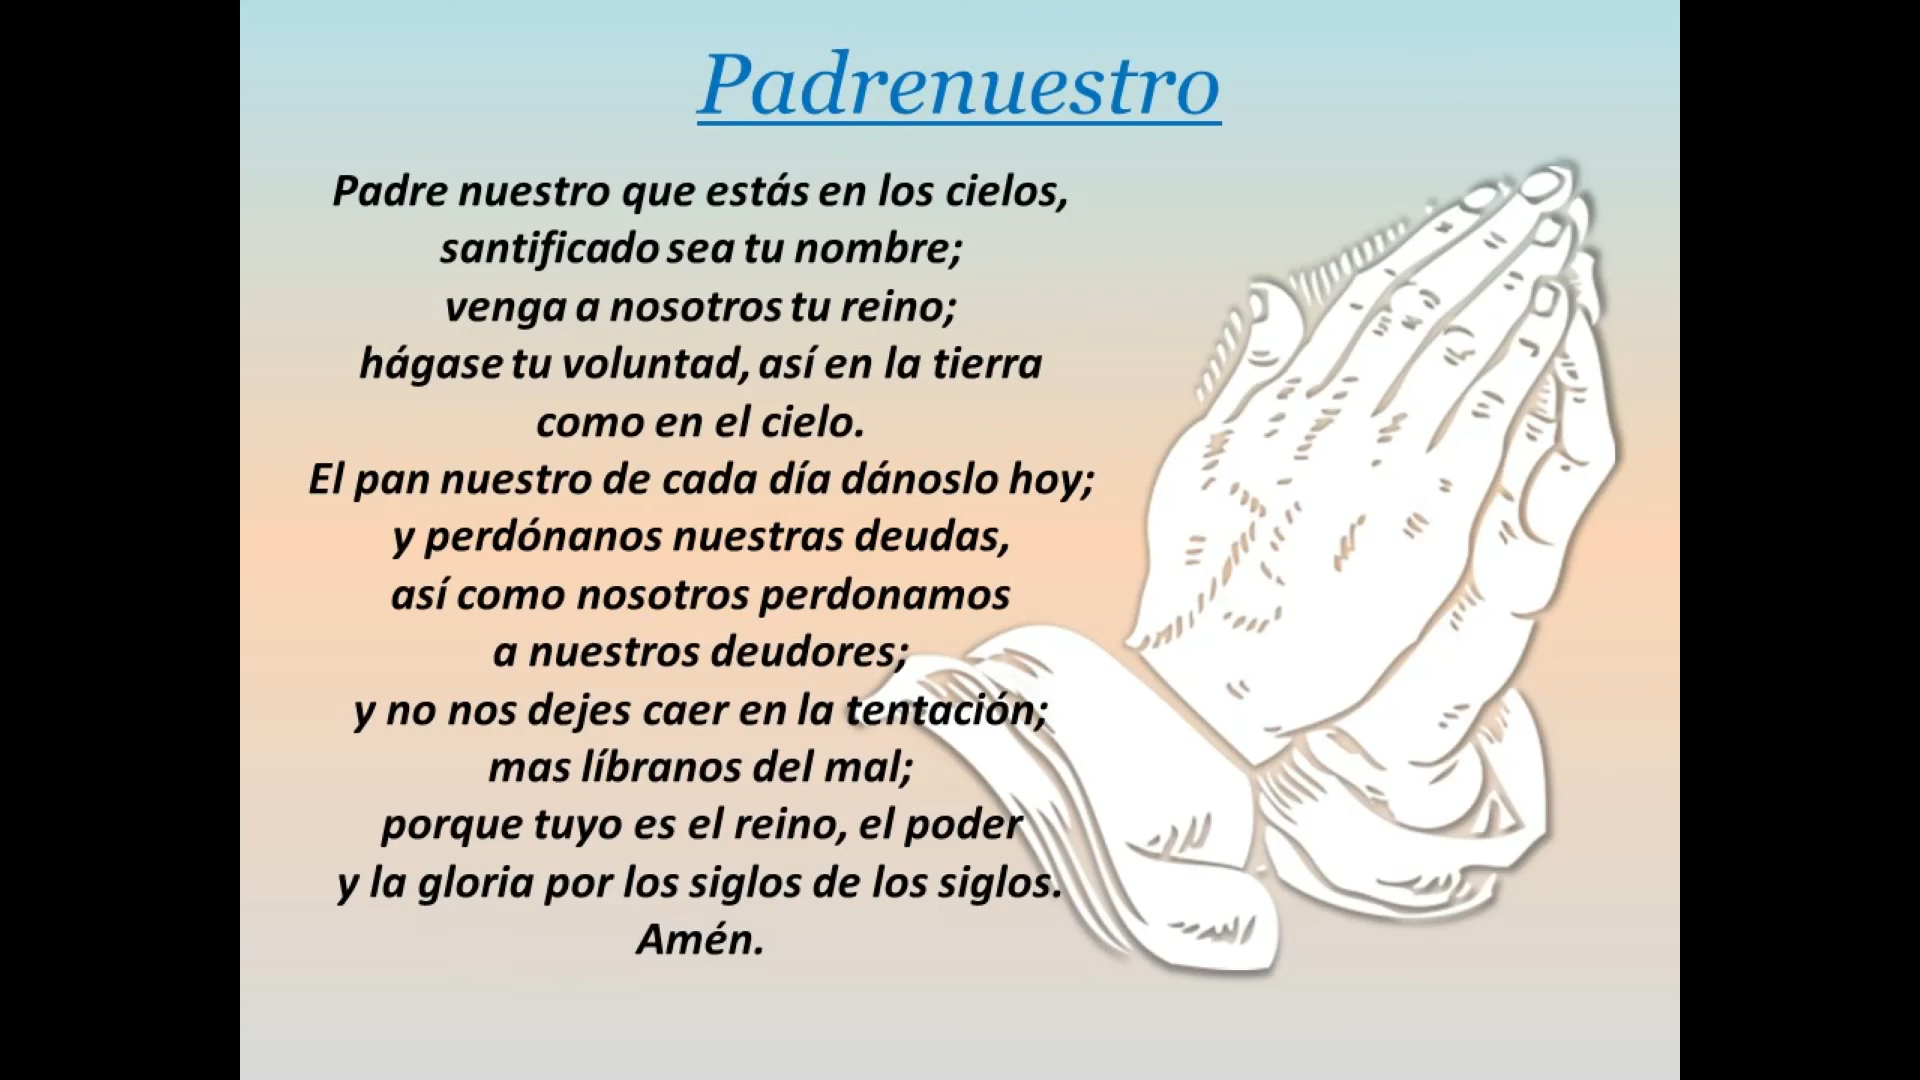 Padrenuestro
Padre nuestro que estás en los cielos,
santificado sea tu nombre;
venga a nosotros tu reino;
hágase tu voluntad, así en la tierra
como en el cielo.
El pan nuestro de cada día dánoslo hoy;
y perdónanos nuestras deudas,
así como nosotros perdonamos
a nuestros deudores;
y no nos dejes caer en la tentación;
mas líbranos del mal;
porque tuyo es el reino, el poder
y la gloria por los siglos de los siglos.
Amén.